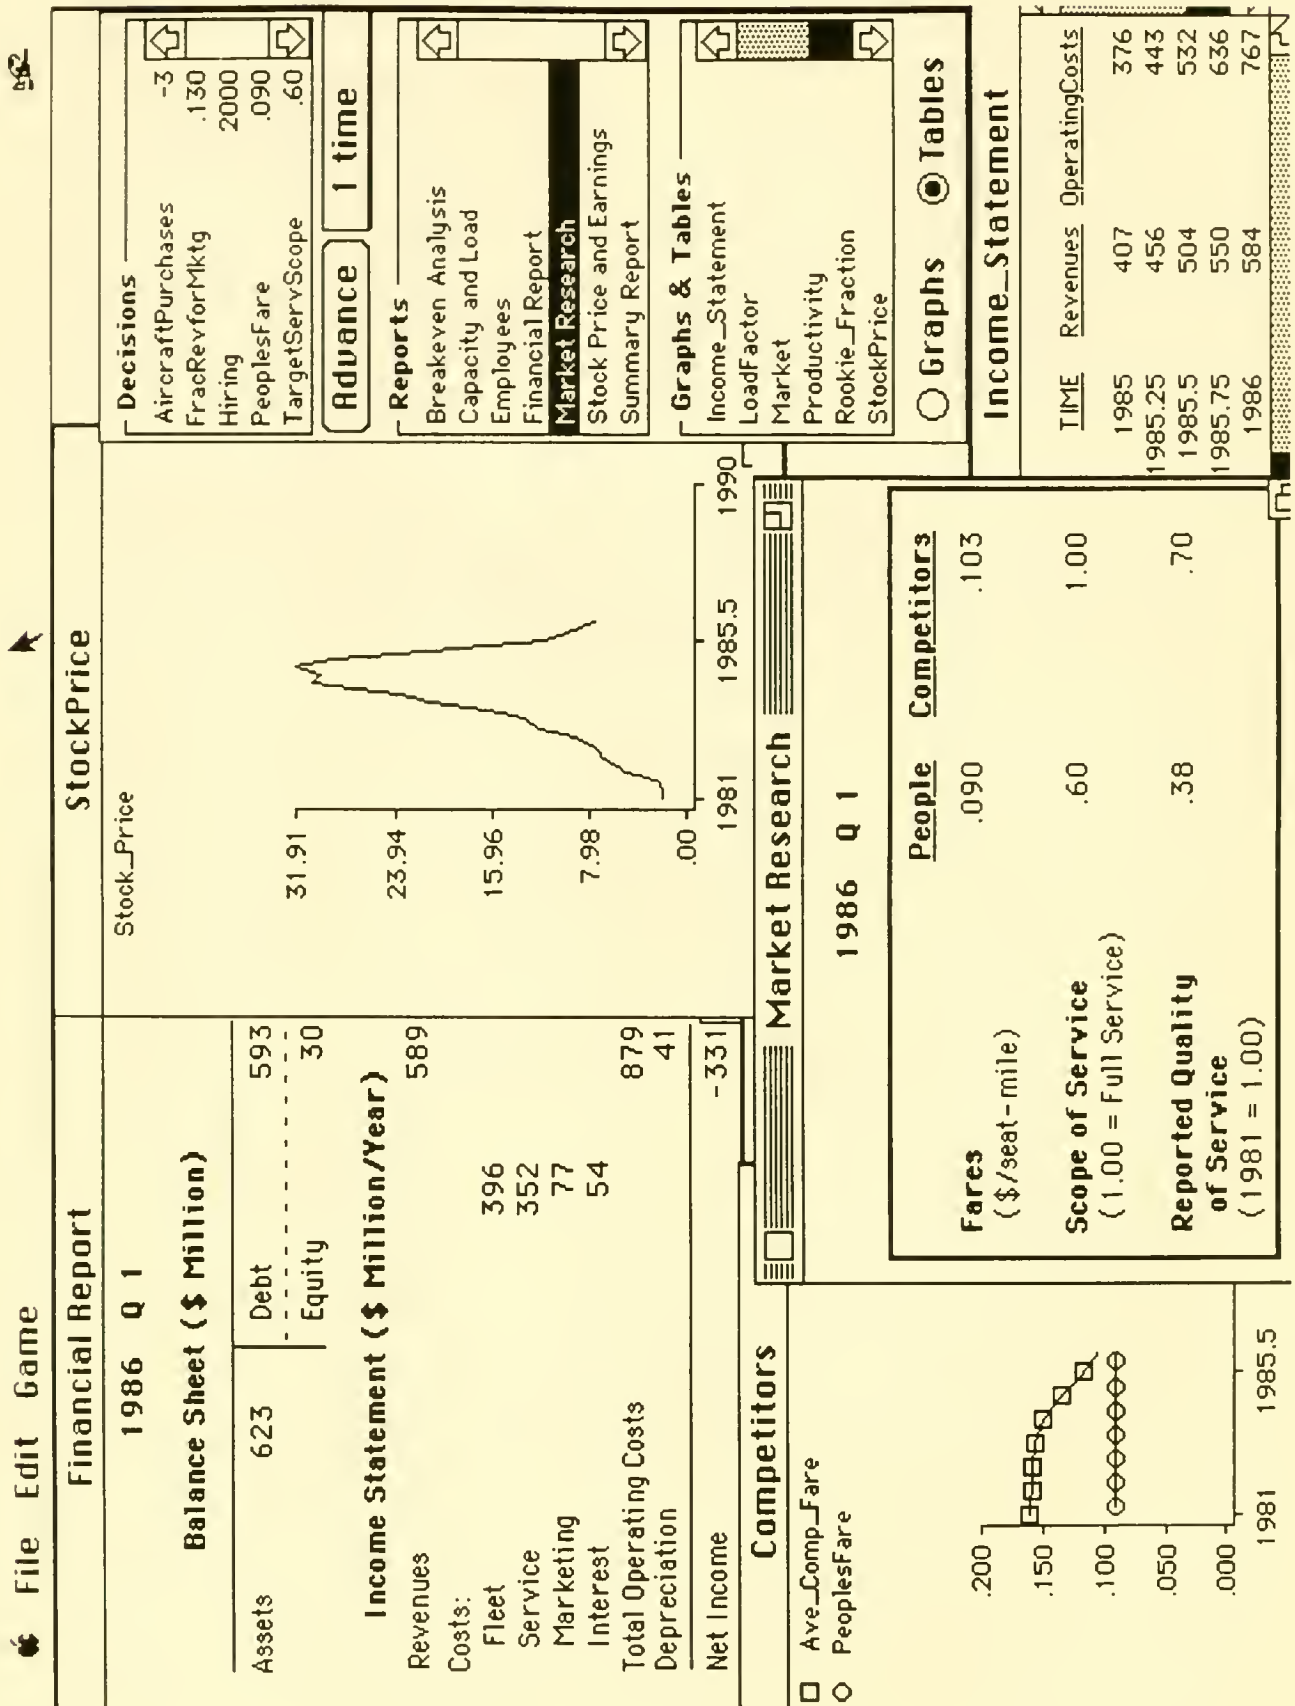 File Edit Game
Financial Report
1986 Q 1
Balance Sheet ($ Million)
Assets 623 Debt 593
Equity 30
Income Statement ($ Million/Year)
Revenues 589
Costs:
Fleet 396
Service 352
Marketing 77
Interest 54
Total Operating Costs 879
Depreciation 41
Net Income -331
StockPrice
Stock_Price
31.91
23.94
15.96
7.98
.00
1981 1985.5 1990
Decisions
AircraftPurchases -3
FracRevforMktg .130
Hiring 2000
PeoplesFare .090
TargetServScope .60
Advance 1 time
Reports
Breakeven Analysis
Capacity and Load
Employees
Financial Report
Market Research
Stock Price and Earnings
Summary Report
Graphs & Tables
Income_Statement
LoadFactor
Market
Productivity
Rookie_Fraction
StockPrice
Graphs Tables
Competitors
Ave_Comp_Fare
PeoplesFare
.200
.150
.100
.050
.000
1981 1985.5
Market Research
1986 Q 1
People Competitors
Fares .090 .103
($/seat-mile)
Scope of Service .60 1.00
(1.00 = Full Service)
Reported Quality .38 .70
of Service
(1981 = 1.00)
Income_Statement
TIME Revenues OperatingCosts
1985 407 376
1985.25 456 443
1985.5 504 532
1985.75 550 636
1986 584 767